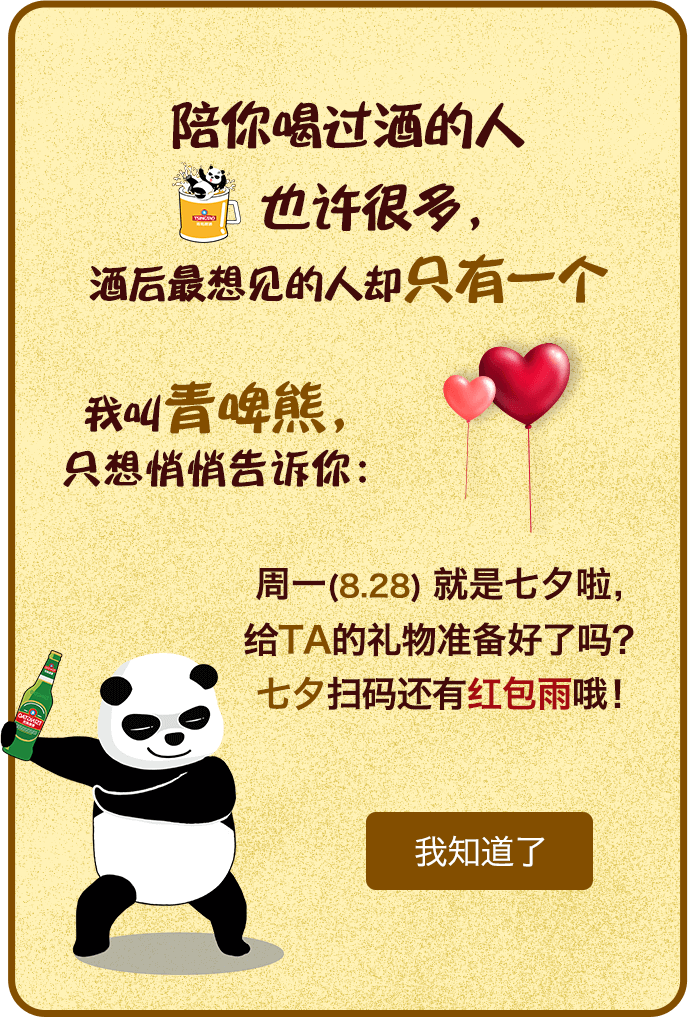 陪你喝过酒的人
TSINGTAO
也许很多，
酒后最想见的人却只有一个
我叫青啤熊，
只想悄悄告诉你：
周一(8.28) 就是七夕啦，
给TA的礼物准备好了吗？
七夕扫码还有红包雨哦！
我知道了